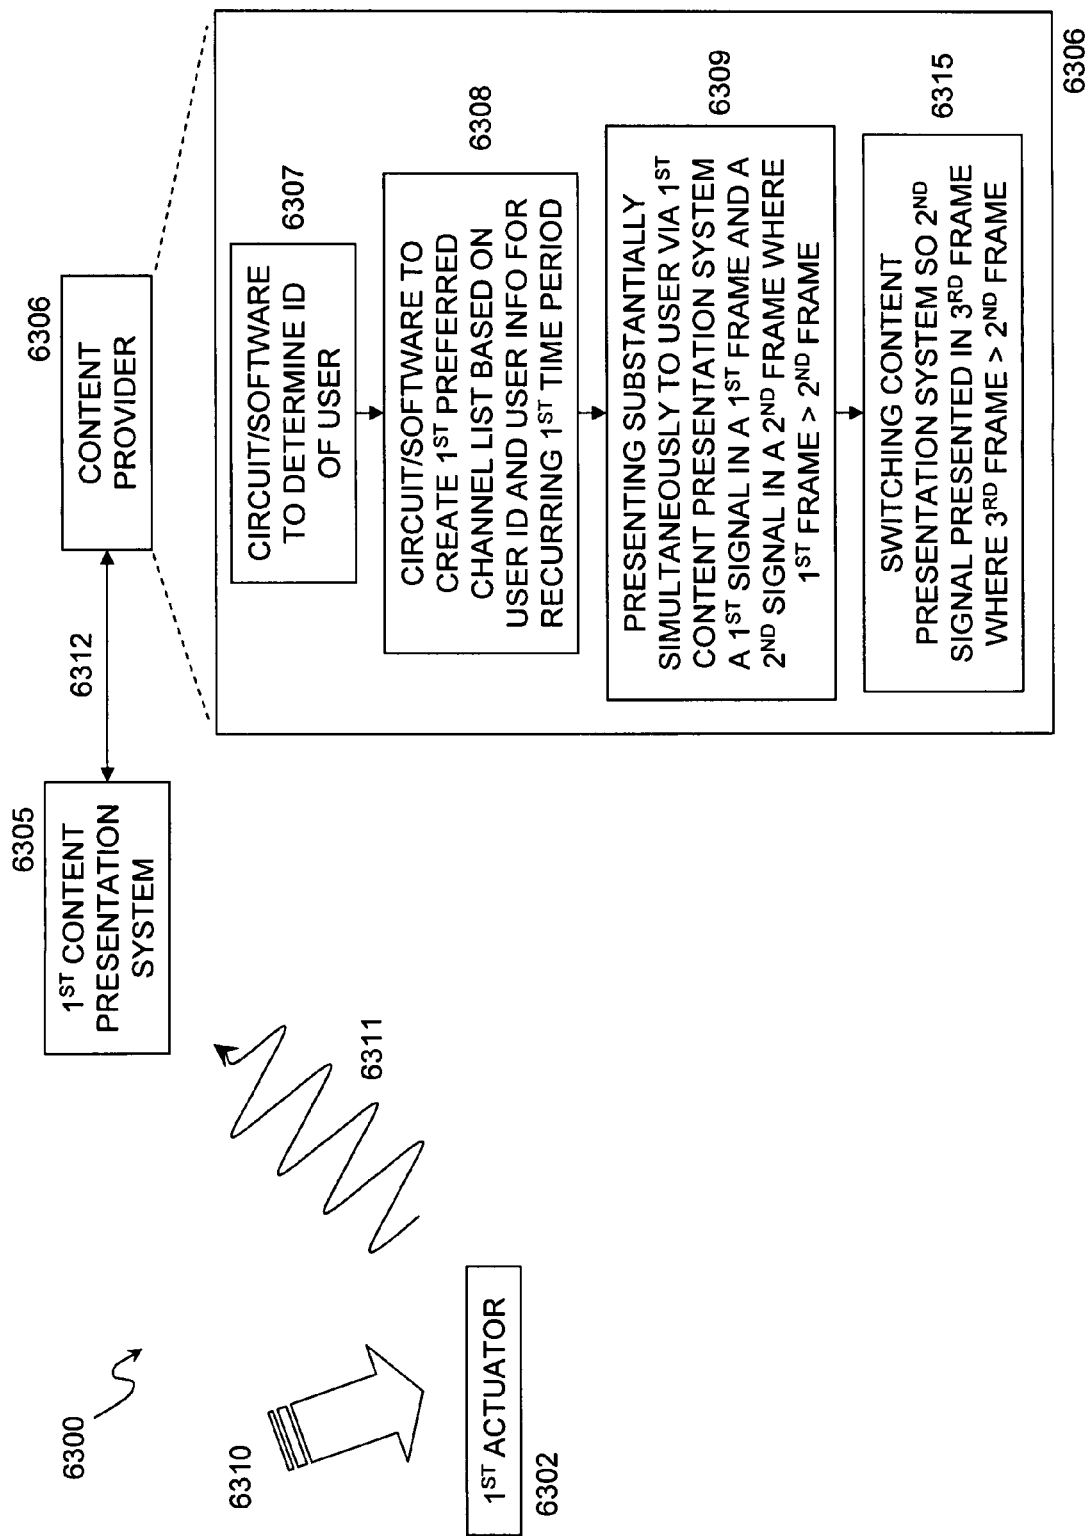 6300
6310
1ST ACTUATOR
6302
6311
6305
1ST CONTENT
PRESENTATION
SYSTEM
6312
6306
CONTENT
PROVIDER
6307
CIRCUIT/SOFTWARE
TO DETERMINE ID
OF USER
6308
CIRCUIT/SOFTWARE TO
CREATE 1ST PREFERRED
CHANNEL LIST BASED ON
USER ID AND USER INFO FOR
RECURRING 1ST TIME PERIOD
6309
PRESENTING SUBSTANTIALLY
SIMULTANEOUSLY TO USER VIA 1ST
CONTENT PRESENTATION SYSTEM
A 1ST SIGNAL IN A 1ST FRAME AND A
2ND SIGNAL IN A 2ND FRAME WHERE
1ST FRAME > 2ND FRAME
6315
SWITCHING CONTENT
PRESENTATION SYSTEM SO 2ND
SIGNAL PRESENTED IN 3RD FRAME
WHERE 3RD FRAME > 2ND FRAME
6306